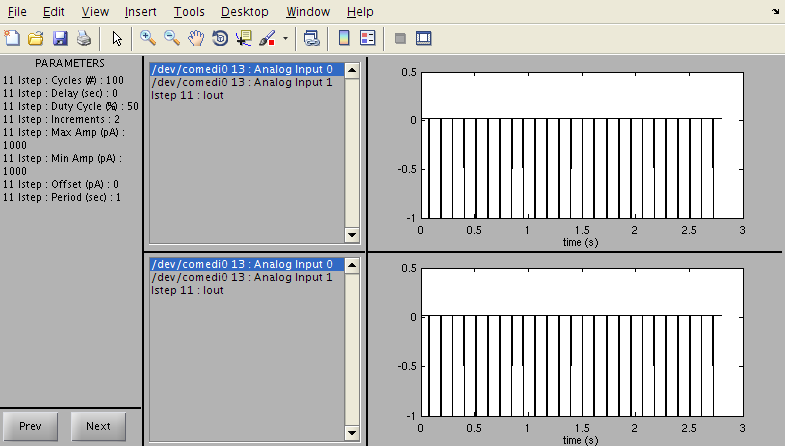 File Edit View Insert Tools Desktop Window Help
PARAMETERS
11 Istep : Cycles (#) : 100
11 Istep : Delay (sec) : 0
11 Istep : Duty Cycle (%) : 50
11 Istep : Increments : 2
11 Istep : Max Amp (pA) :
1000
11 Istep : Min Amp (pA) :
1000
11 Istep : Offset (pA) : 0
11 Istep : Period (sec) : 1
/dev/comedi0 13 : Analog Input 0
/dev/comedi0 13 : Analog Input 1
Istep 11 : Iout
0.5
0
-0.5
-1
0 0.5 1 1.5 2 2.5 3
time (s)
/dev/comedi0 13 : Analog Input 0
/dev/comedi0 13 : Analog Input 1
Istep 11 : Iout
0.5
0
-0.5
-1
0 0.5 1 1.5 2 2.5 3
time (s)
Prev Next